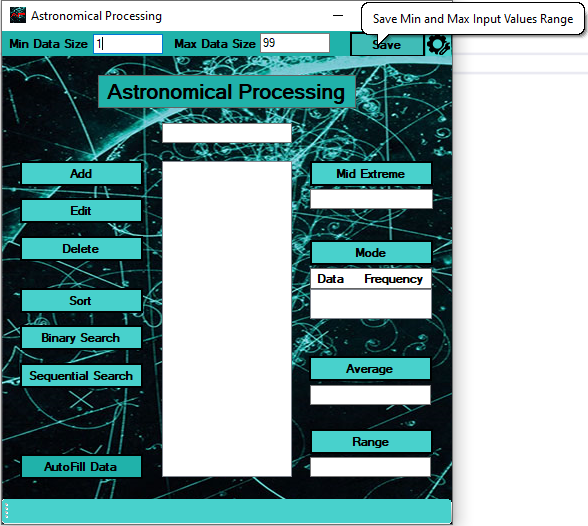 Astronomical Processing
Save Min and Max Input Values Range
Min Data Size 1 Max Data Size 99 Save
Astronomical Processing
Add
Edit
Delete
Sort
Binary Search
Sequential Search
AutoFill Data
Mid Extreme
Mode
Data Frequency
Average
Range